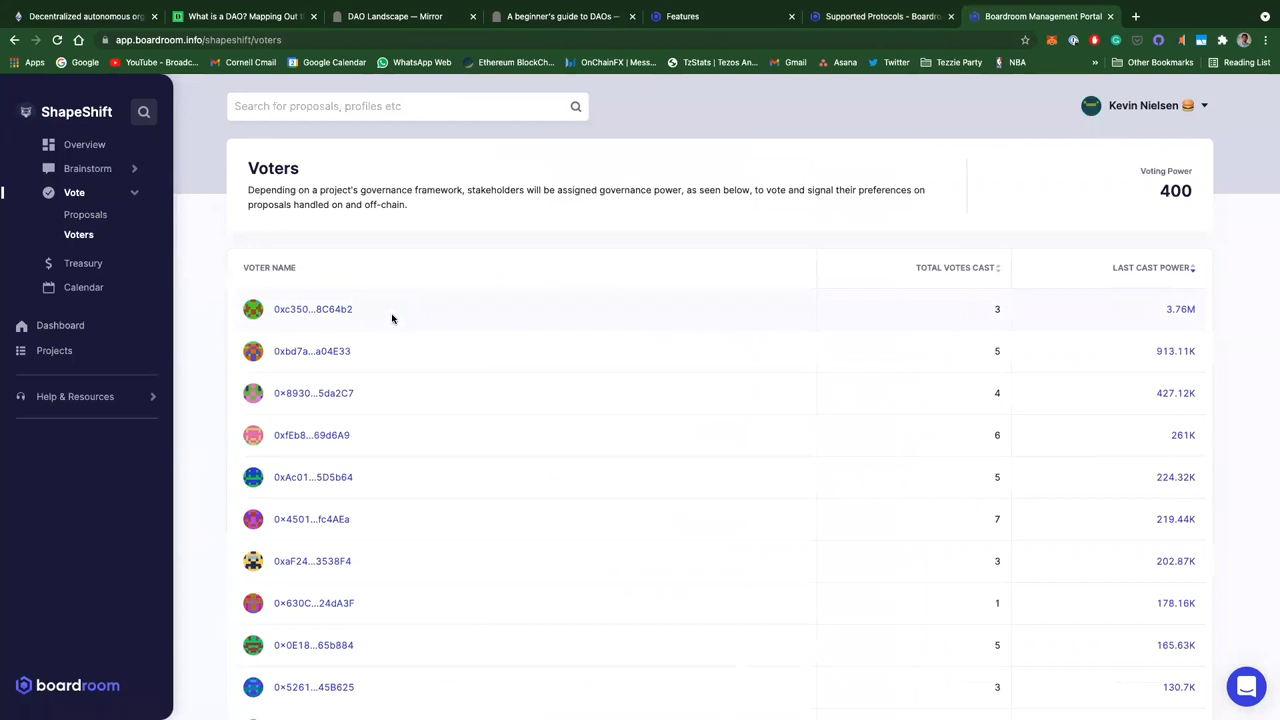 Decentralized autonomous org
What is a DAO? Mapping Out t
DAO Landscape — Mirror
A beginner's guide to DAOs —
Features
Supported Protocols - Boardro
Boardroom Management Portal
app.boardroom.info/shapeshift/voters
Apps
Google
YouTube - Broadc...
Cornell Cmail
Google Calendar
WhatsApp Web
Ethereum BlockCh...
OnChainFX | Mess...
TzStats | Tezos An...
Gmail
Asana
Twitter
Tezzie Party
NBA
»
Other Bookmarks
Reading List
ShapeShift
Overview
Brainstorm
Vote
Proposals
Voters
Treasury
Calendar
Dashboard
Projects
Help & Resources
boardroom
Search for proposals, profiles etc
Kevin Nielsen 🍔
Voters
Depending on a project's governance framework, stakeholders will be assigned governance power, as seen below, to vote and signal their preferences on
proposals handled on and off-chain.
Voting Power
400
VOTER NAME TOTAL VOTES CAST LAST CAST POWER
0xc350...8C64b2 3 3.76M
0xbd7a...a04E33 5 913.11K
0x8930...5da2C7 4 427.12K
0xfEb8...69d6A9 6 261K
0xAc01...5D5b64 5 224.32K
0x4501...fc4AEa 7 219.44K
0xaF24...3538F4 3 202.87K
0x630C...24dA3F 1 178.16K
0x0E18...65b884 5 165.63K
0x5261...45B625 3 130.7K